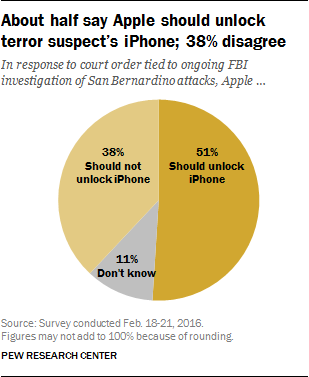 About half say Apple should unlock
terror suspect's iPhone; 38% disagree
In response to court order tied to ongoing FBI
investigation of San Bernardino attacks, Apple ...
38%
Should not
unlock iPhone
51%
Should unlock
iPhone
11%
Don't know
Source: Survey conducted Feb. 18-21, 2016.
Figures may not add to 100% because of rounding.
PEW RESEARCH CENTER